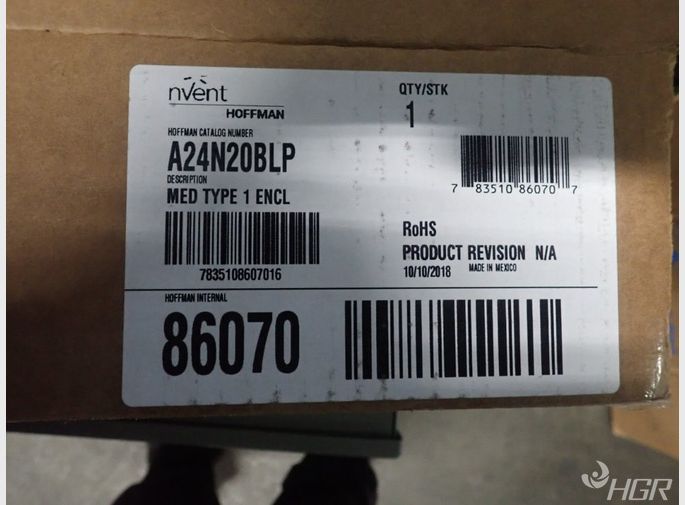 nVent
HOFFMAN
QTY/STK
1
HOFFMAN CATALOG NUMBER
A24N20BLP
DESCRIPTION
MED TYPE 1 ENCL
7835108607016
7 83510 86070 7
RoHS
PRODUCT REVISION N/A
10/10/2018 MADE IN MEXICO
HOFFMAN INTERNAL
86070
HGR